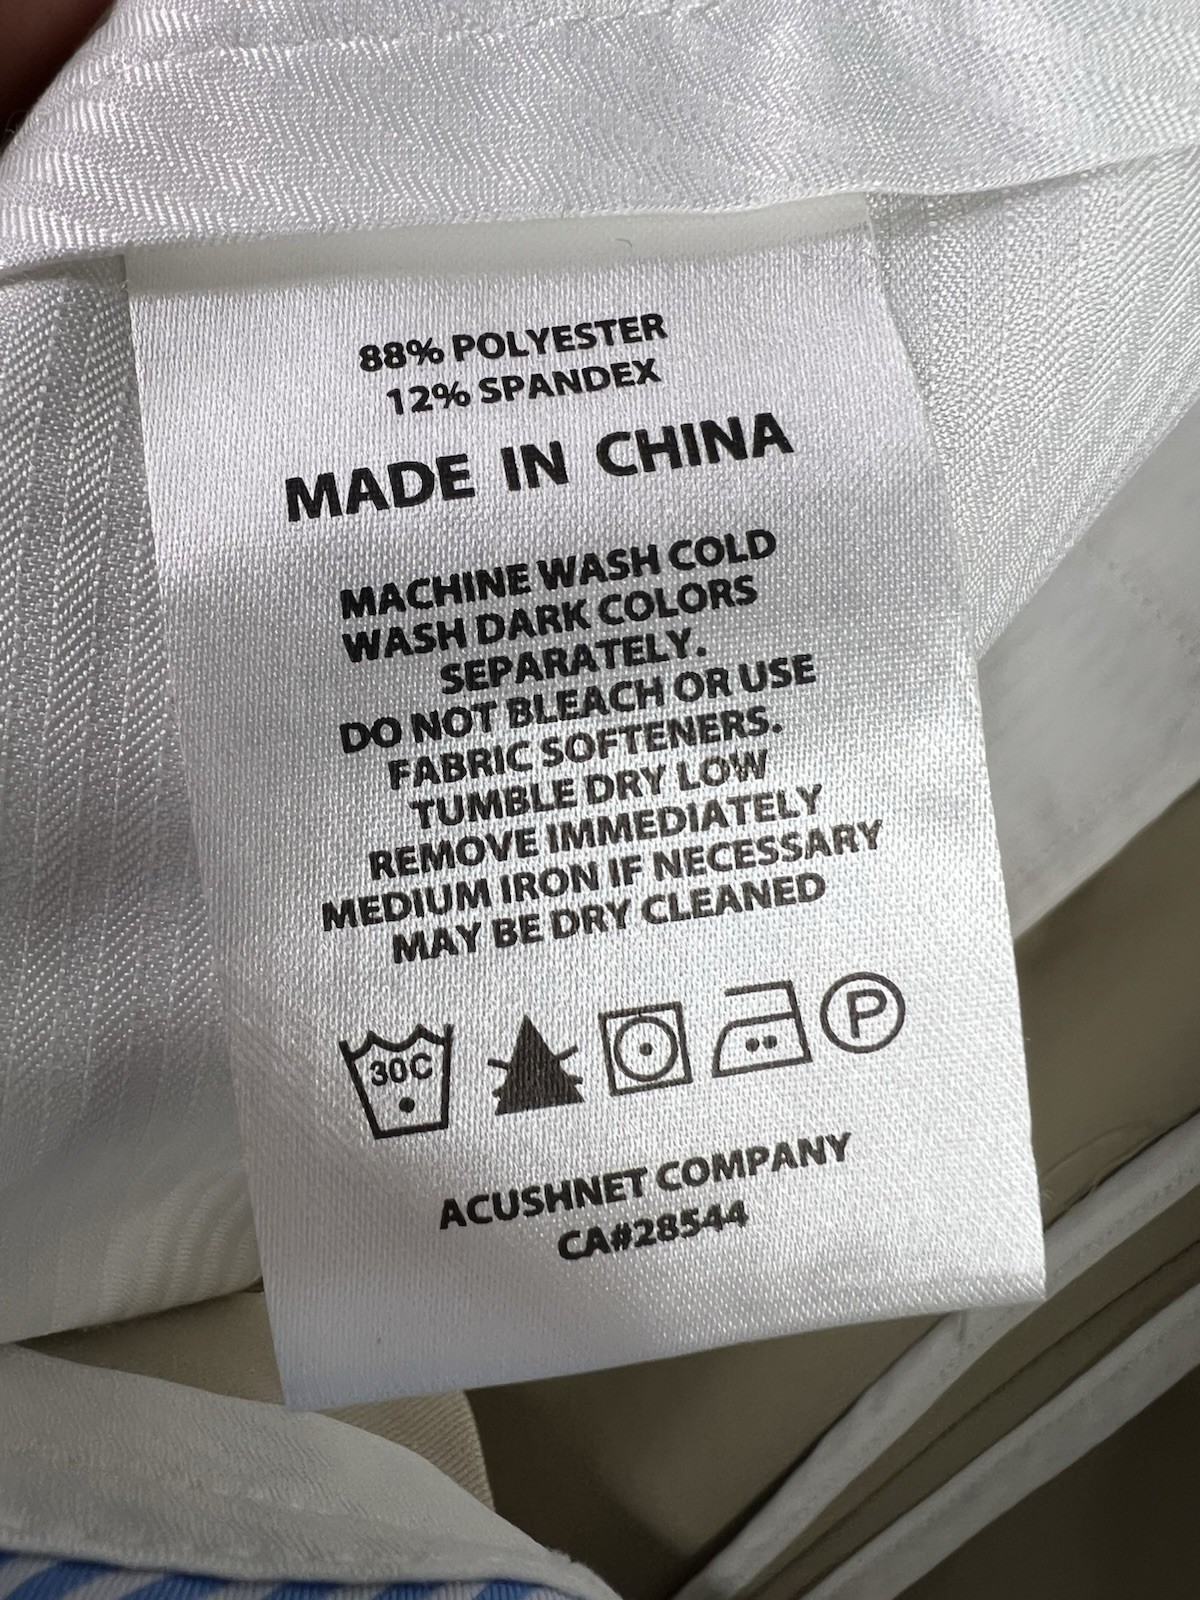 88% POLYESTER
12% SPANDEX
MADE IN CHINA
MACHINE WASH COLD
WASH DARK COLORS
SEPARATELY.
DO NOT BLEACH OR USE
FABRIC SOFTENERS.
TUMBLE DRY LOW
REMOVE IMMEDIATELY
MEDIUM IRON IF NECESSARY
MAY BE DRY CLEANED
30C P
ACUSHNET COMPANY
CA#28544